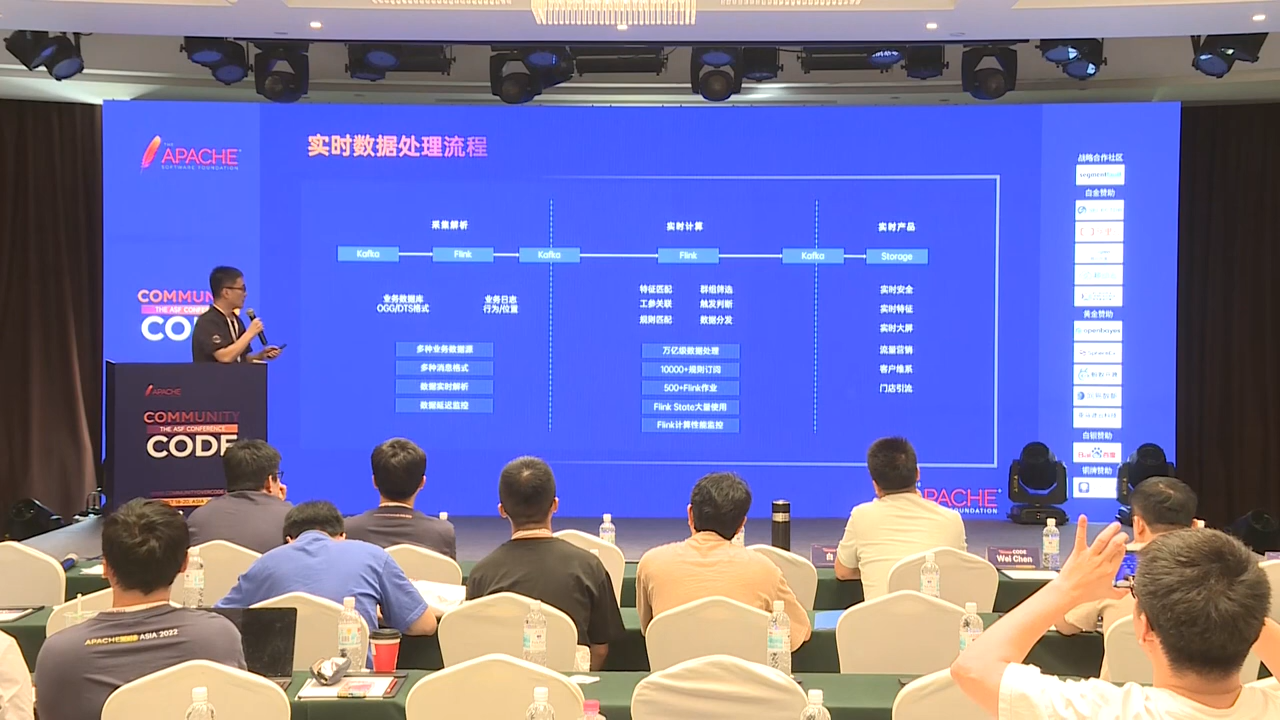 THE
APACHE
SOFTWARE FOUNDATION
实时数据处理流程
采集解析
实时计算
实时产品
Kafka
Flink
Kafka
Flink
Kafka
Storage
业务数据库
OGG/DTS格式
业务日志
行为/位置
多种业务数据源
多种消息格式
数据实时解析
数据延迟监控
特征匹配
群组筛选
工参关联
触发判断
规则匹配
数据分发
万亿级数据处理
10000+规则订阅
500+Flink作业
Flink State大量使用
Flink计算性能监控
实时安全
实时特征
实时大屏
流量营销
客户维系
门店引流
战略合作社区
白金赞助
黄金赞助
openbayes
SphereEx
白银赞助
Bai 百度
铜牌赞助
THE ASF CONFERENCE
APACHE
COMMUNITY
THE ASF CONFERENCE
CODE
APACHE
Wei Chen
APACHE
ASIA 2022